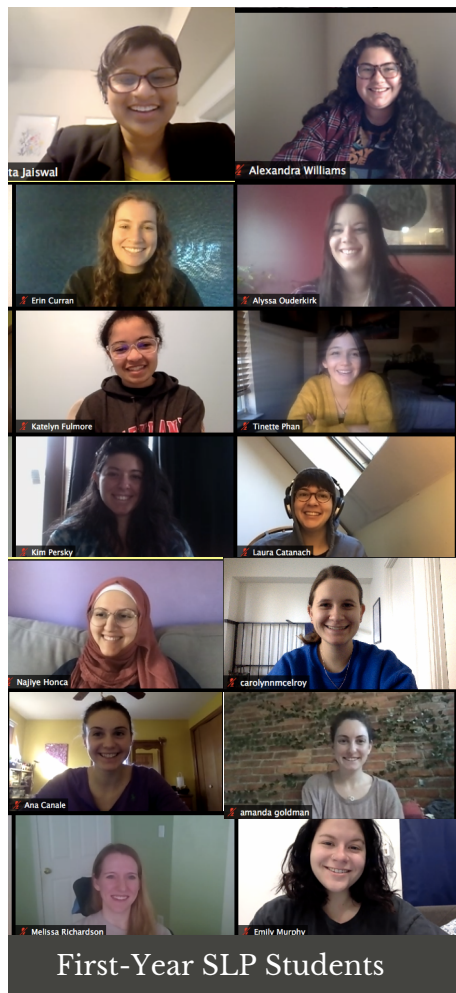 ta Jaiswal
Alexandra Williams
Erin Curran
Alyssa Ouderkirk
Katelyn Fulmore
Tinette Phan
Kim Persky
Laura Catanach
Najiye Honca
carolynnmcelroy
Ana Canale
amanda goldman
Melissa Richardson
Emily Murphy
First-Year SLP Students